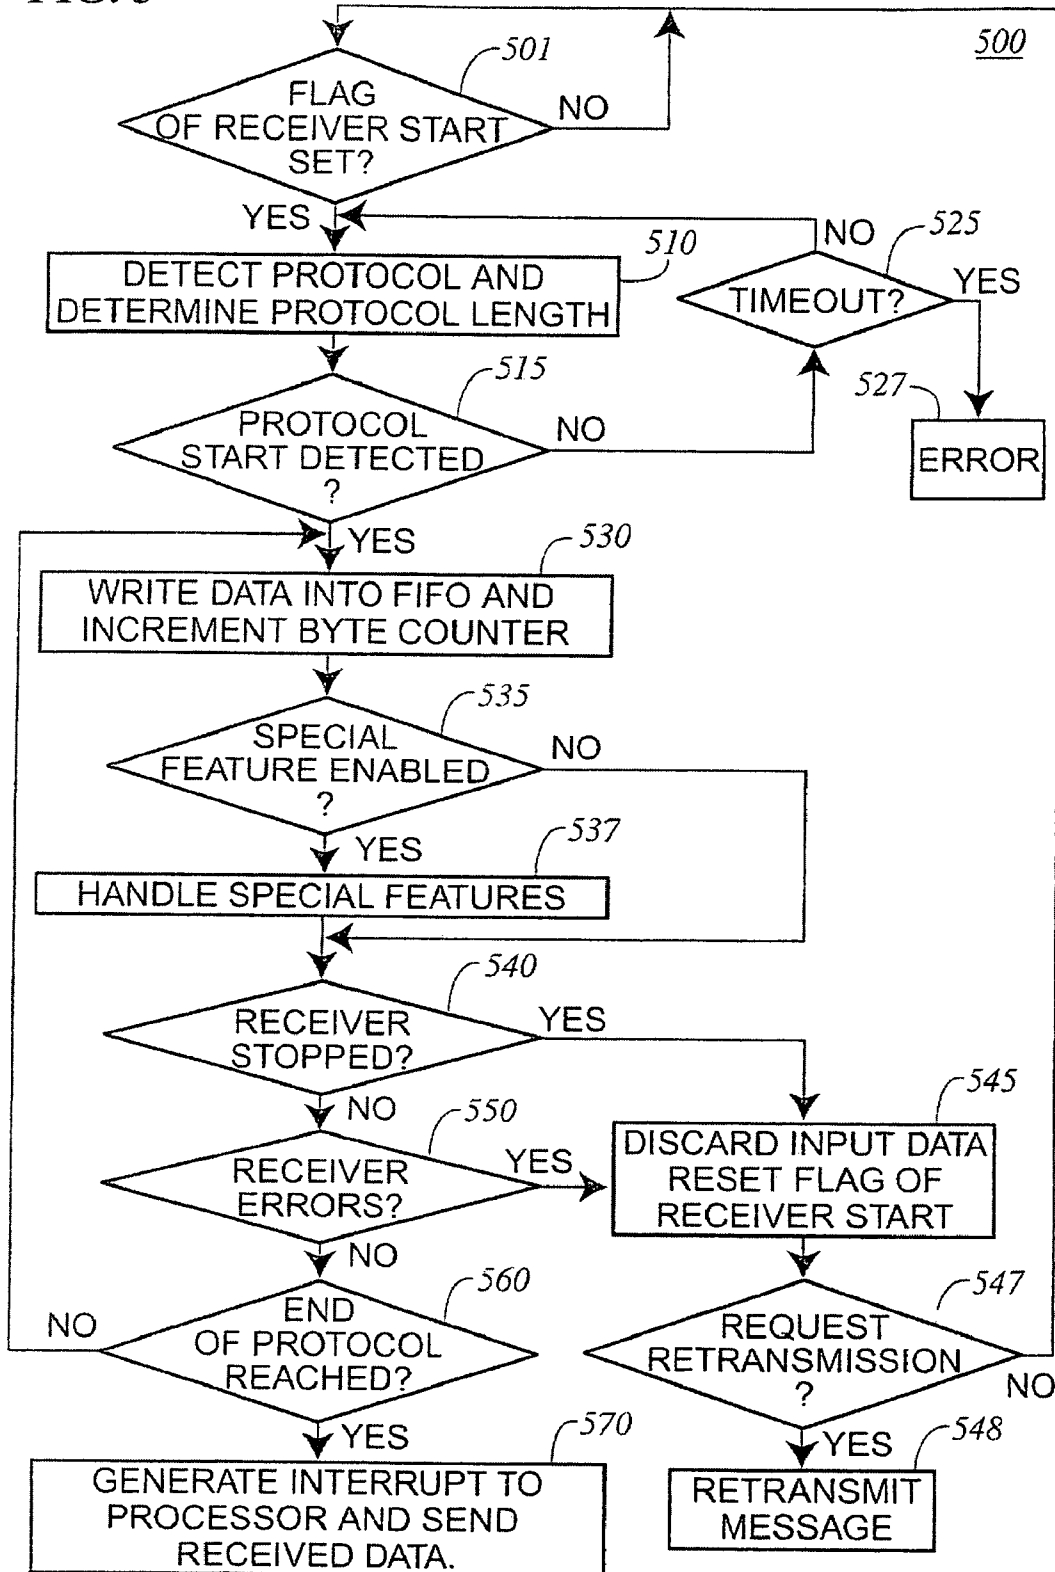 500
501
FLAG
OF RECEIVER START
SET?
NO
YES
510
DETECT PROTOCOL AND
DETERMINE PROTOCOL LENGTH
NO
525
TIMEOUT?
YES
515
PROTOCOL
START DETECTED
?
NO
527
ERROR
YES
530
WRITE DATA INTO FIFO AND
INCREMENT BYTE COUNTER
535
SPECIAL
FEATURE ENABLED
?
NO
YES
537
HANDLE SPECIAL FEATURES
540
RECEIVER
STOPPED?
YES
NO
545
DISCARD INPUT DATA
RESET FLAG OF
RECEIVER START
550
RECEIVER
ERRORS?
YES
NO
560
END
OF PROTOCOL
REACHED?
NO
547
REQUEST
RETRANSMISSION
?
NO
YES
570
GENERATE INTERRUPT TO
PROCESSOR AND SEND
RECEIVED DATA.
YES
548
RETRANSMIT
MESSAGE